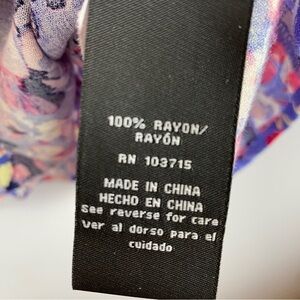 100% RAYON/
RAYÓN
RN 103715
MADE IN CHINA
HECHO EN CHINA
See reverse for care
ver al dorso para el
cuidado